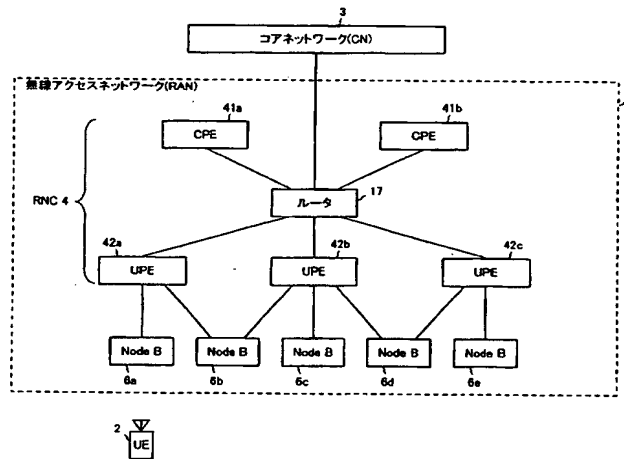 3
コアネットワーク(CN)
無線アクセスネットワーク(RAN)
41a
41b
CPE
CPE
RNC 4
17
ルータ
42a
42b
42c
UPE
UPE
UPE
Node B
Node B
Node B
Node B
Node B
6a
6b
6c
6d
6e
2
UE